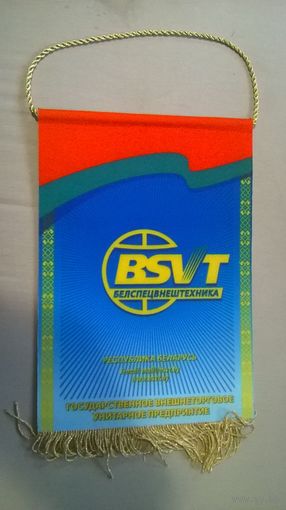 BSVT
БЕЛСПЕЦВНЕШТЕХНИКА
РЕСПУБЛИКА БЕЛАРУСЬ
ГОСУДАРСТВЕННОЕ ВНЕШНЕТОРГОВОЕ
УНИТАРНОЕ ПРЕДПРИЯТИЕ